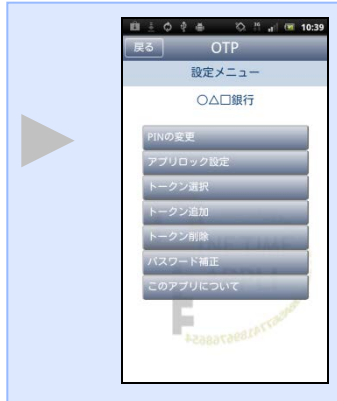 10:39
戻る OTP
設定メニュー
○△□銀行
PINの変更
アプリロック設定
トークン選択
トークン追加
トークン削除
パスワード補正
このアプリについて